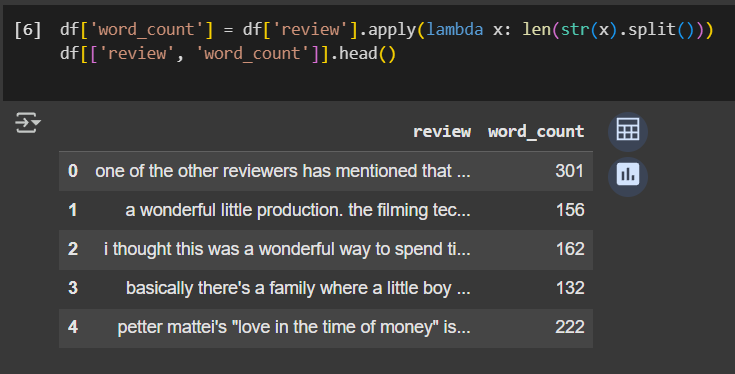 [6] df['word_count'] = df['review'].apply(lambda x: len(str(x).split()))
df[['review', 'word_count']].head()
review word_count
0 one of the other reviewers has mentioned that ... 301
1 a wonderful little production. the filming tec... 156
2 i thought this was a wonderful way to spend ti... 162
3 basically there's a family where a little boy ... 132
4 petter mattei's "love in the time of money" is... 222